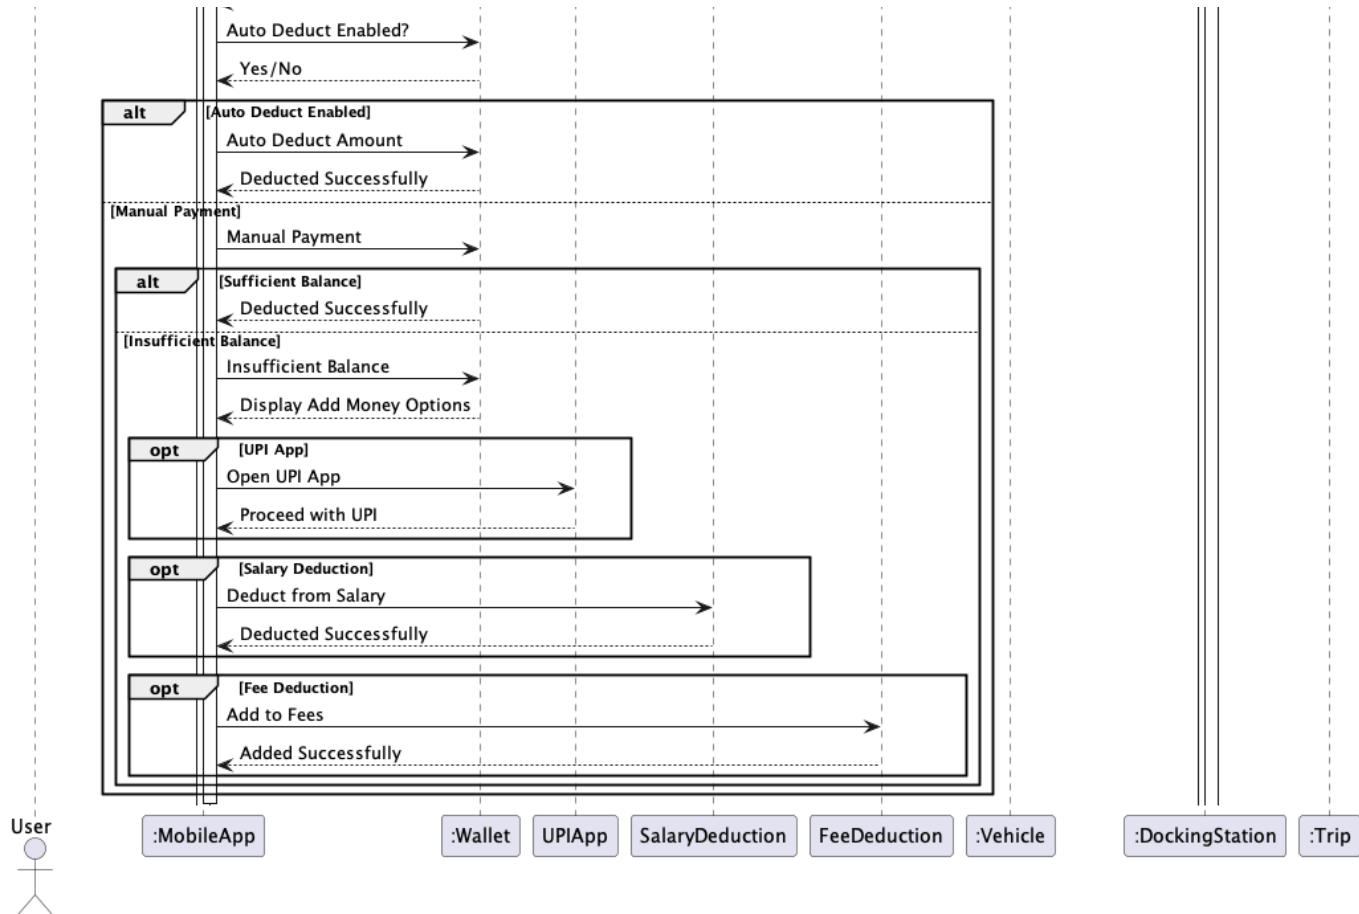 Auto Deduct Enabled?
Yes/No
alt [Auto Deduct Enabled]
Auto Deduct Amount
Deducted Successfully
[Manual Payment]
Manual Payment
alt [Sufficient Balance]
Deducted Successfully
[Insufficient Balance]
Insufficient Balance
Display Add Money Options
opt [UPI App]
Open UPI App
Proceed with UPI
opt [Salary Deduction]
Deduct from Salary
Deducted Successfully
opt [Fee Deduction]
Add to Fees
Added Successfully
User :MobileApp :Wallet UPIApp SalaryDeduction FeeDeduction :Vehicle :DockingStation :Trip